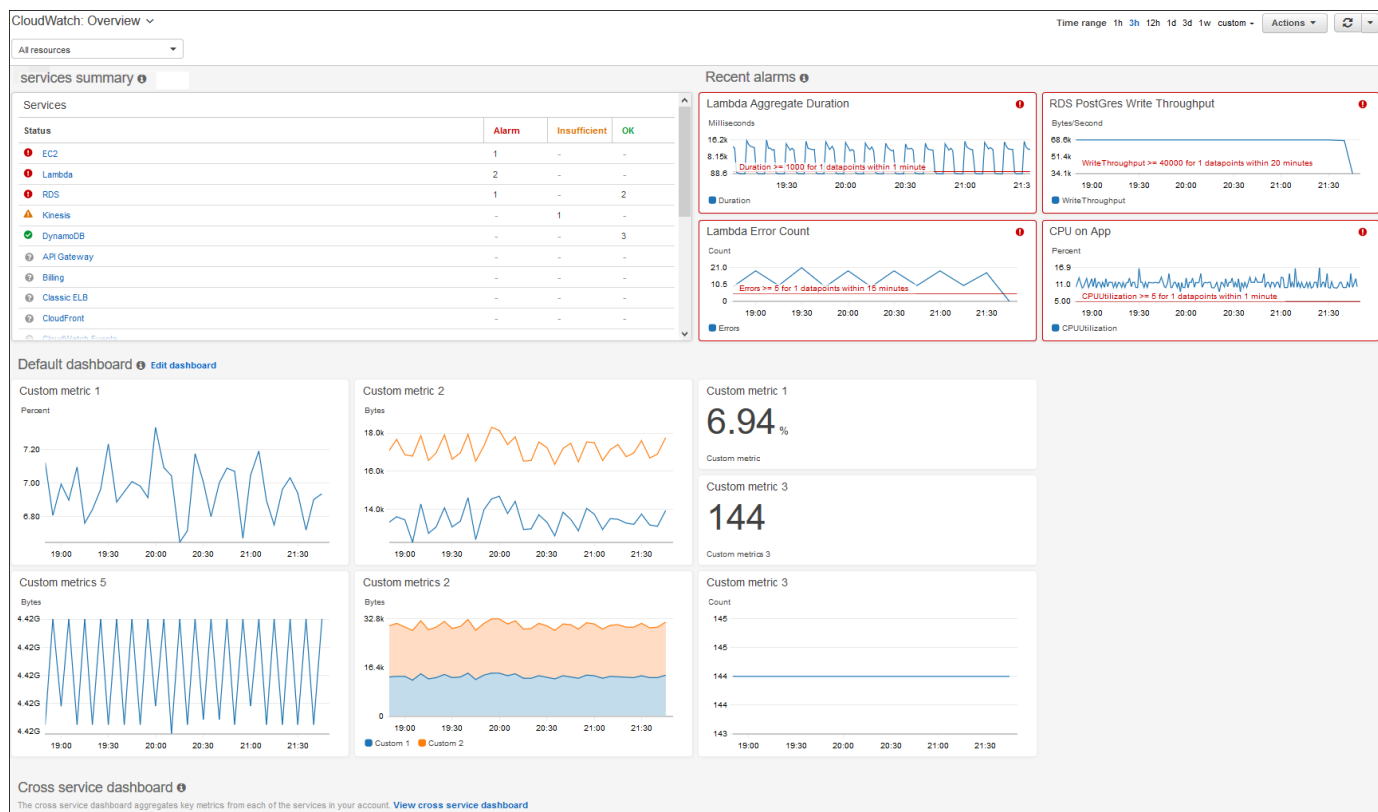 CloudWatch: Overview
Time range 1h 3h 12h 1d 3d 1w custom Actions
All resources
services summary
Services
Status Alarm Insufficient OK
EC2 1 - -
Lambda 2 - -
RDS 1 - 2
Kinesis - 1 -
DynamoDB - - 3
API Gateway - - -
Billing - - -
Classic ELB - - -
CloudFront - - -
CloudWatch Events
Recent alarms
Lambda Aggregate Duration
Milliseconds
16.2k
8.15k
Duration >= 1000 for 1 datapoints within 1 minute
88.6
19:30 20:00 20:30 21:00 21:3
Duration
RDS PostGres Write Throughput
Bytes/Second
68.6k
51.4k
WriteThroughput >= 40000 for 1 datapoints within 20 minutes
34.1k
19:00 19:30 20:00 20:30 21:00 21:30
WriteThroughput
Lambda Error Count
Count
21.0
10.5
Errors >= 5 for 1 datapoints within 15 minutes
0
19:00 19:30 20:00 20:30 21:00 21:30
Errors
CPU on App
Percent
16.9
11.0
CPUUtilization >= 5 for 1 datapoints within 1 minute
5.00
19:00 19:30 20:00 20:30 21:00 21:30
CPUUtilization
Default dashboard Edit dashboard
Custom metric 1
Percent
7.20
7.00
6.80
19:00 19:30 20:00 20:30 21:00 21:30
Custom metric 2
Bytes
18.0k
16.0k
14.0k
19:00 19:30 20:00 20:30 21:00 21:30
Custom metric 1
6.94 %
Custom metric
Custom metric 3
144
Custom metrics 3
Custom metrics 5
Bytes
4.42G
4.42G
4.42G
4.42G
4.42G
19:00 19:30 20:00 20:30 21:00 21:30
Custom metrics 2
Bytes
32.8k
16.4k
0
19:00 19:30 20:00 20:30 21:00 21:30
Custom 1 Custom 2
Custom metric 3
Count
145
145
144
144
143
19:00 19:30 20:00 20:30 21:00 21:30
Cross service dashboard
The cross service dashboard aggregates key metrics from each of the services in your account. View cross service dashboard